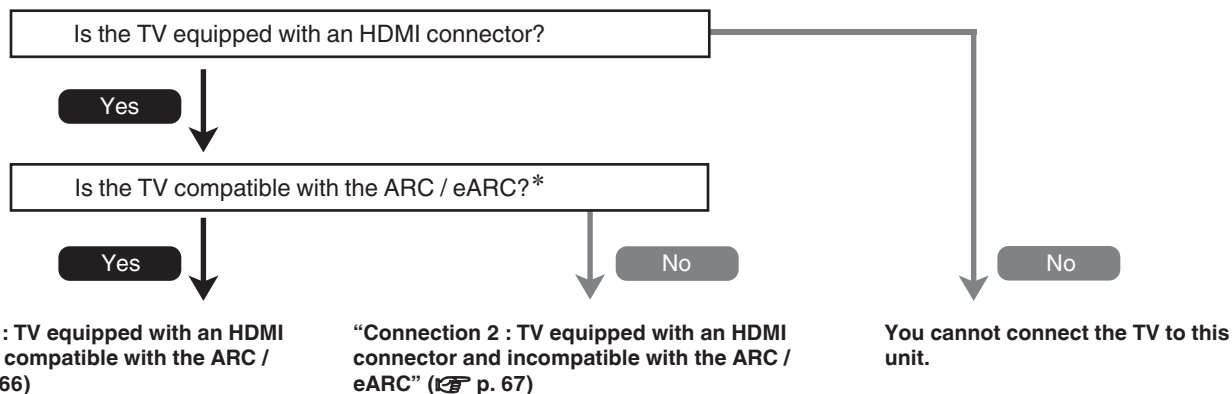 Is the TV equipped with an HDMI connector?
Yes
Is the TV compatible with the ARC / eARC?*
Yes
No
No
: TV equipped with an HDMI
compatible with the ARC /
66)
“Connection 2 : TV equipped with an HDMI
connector and incompatible with the ARC /
eARC” (☞ p. 67)
You cannot connect the TV to this
unit.